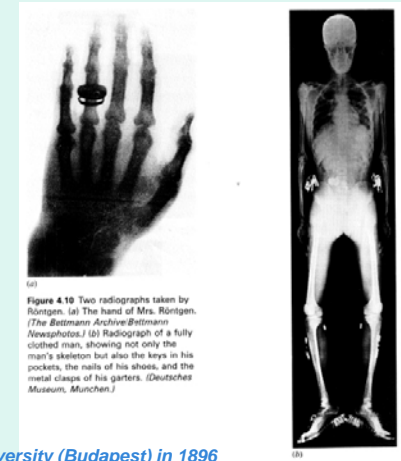 (a)
Figure 4.10 Two radiographs taken by
Röntgen. (a) The hand of Mrs. Röntgen.
(The Bettmann Archive/Bettmann
Newsphotos.) (b) Radiograph of a fully
clothed man, showing not only the
man's skeleton but also the keys in his
pockets, the nails of his shoes, and the
metal clasps of his garters. (Deutsches
Museum, Munchen.)
(b)
versity (Budapest) in 1896